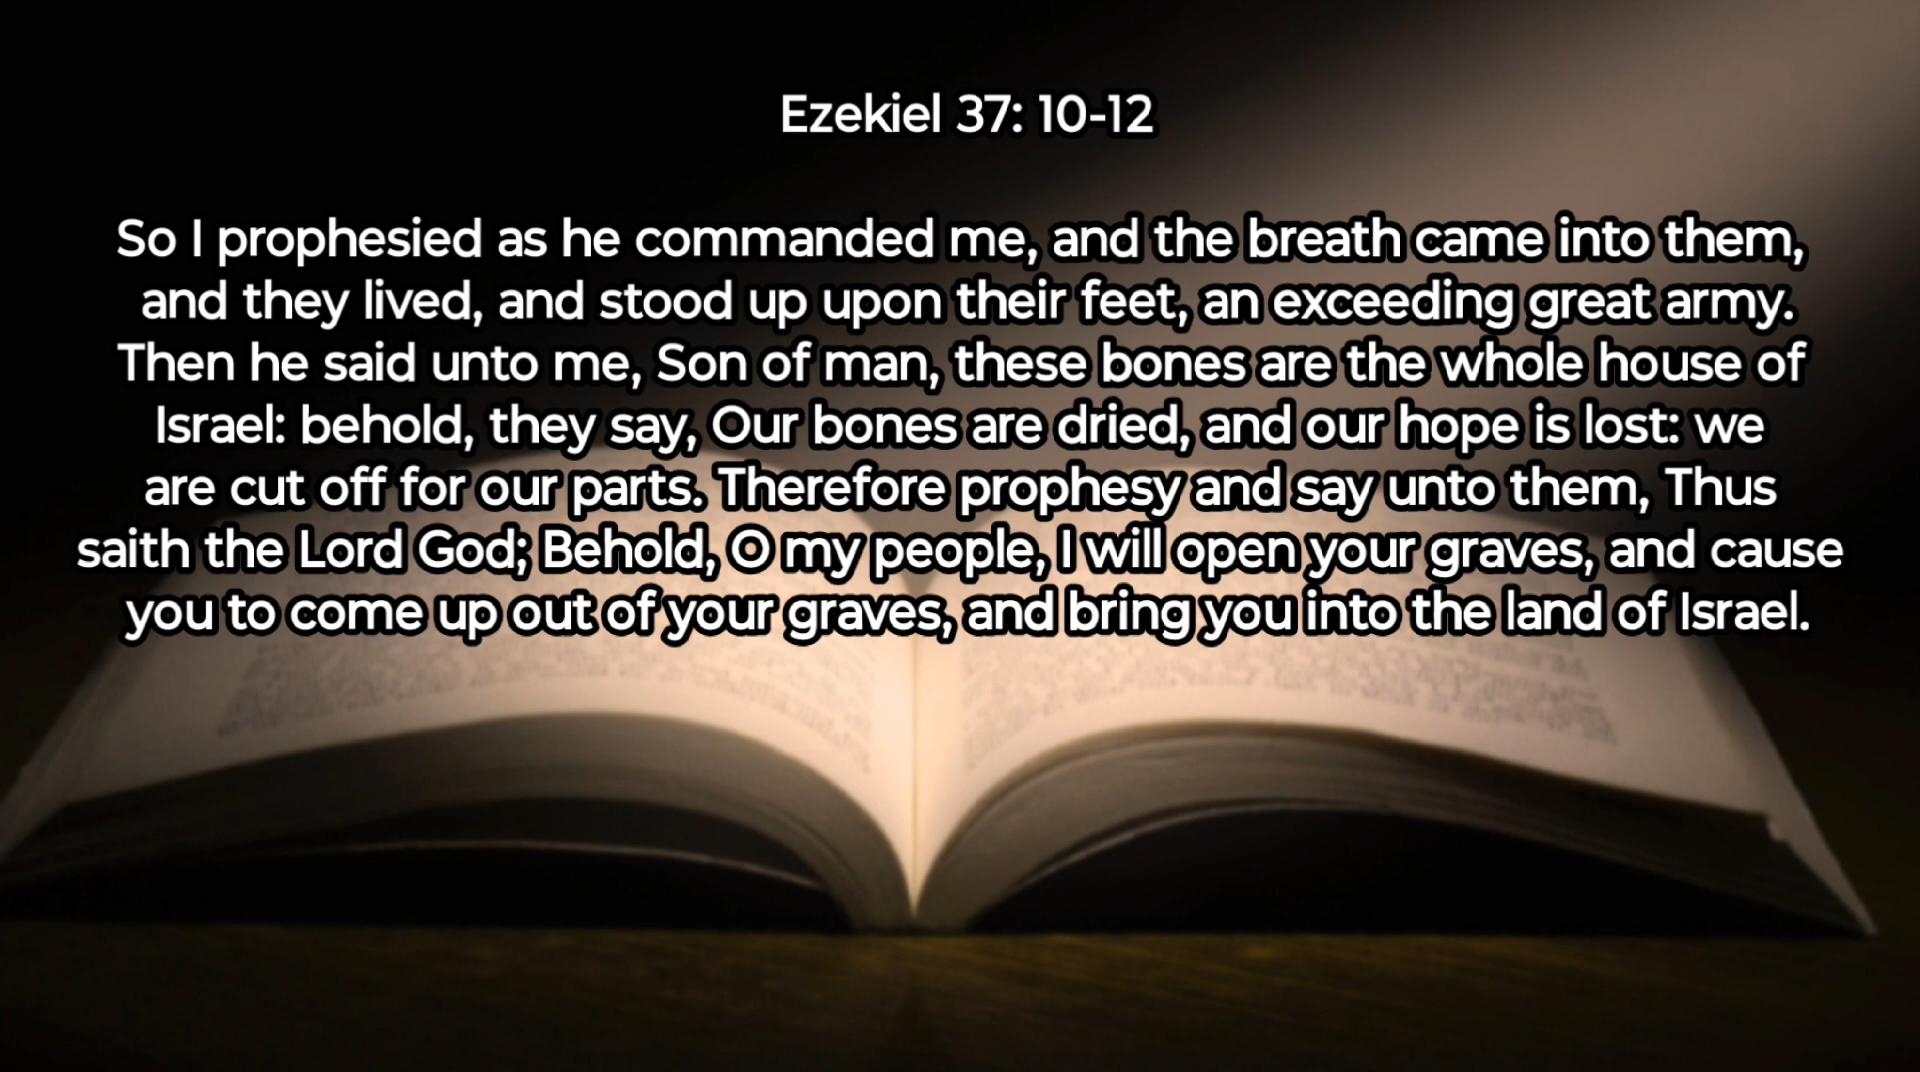 Ezekiel 37: 10-12
So I prophesied as he commanded me, and the breath came into them,
and they lived, and stood up upon their feet, an exceeding great army.
Then he said unto me, Son of man, these bones are the whole house of
Israel: behold, they say, Our bones are dried, and our hope is lost: we
are cut off for our parts. Therefore prophesy and say unto them, Thus
saith the Lord God; Behold, O my people, I will open your graves, and cause
you to come up out of your graves, and bring you into the land of Israel.